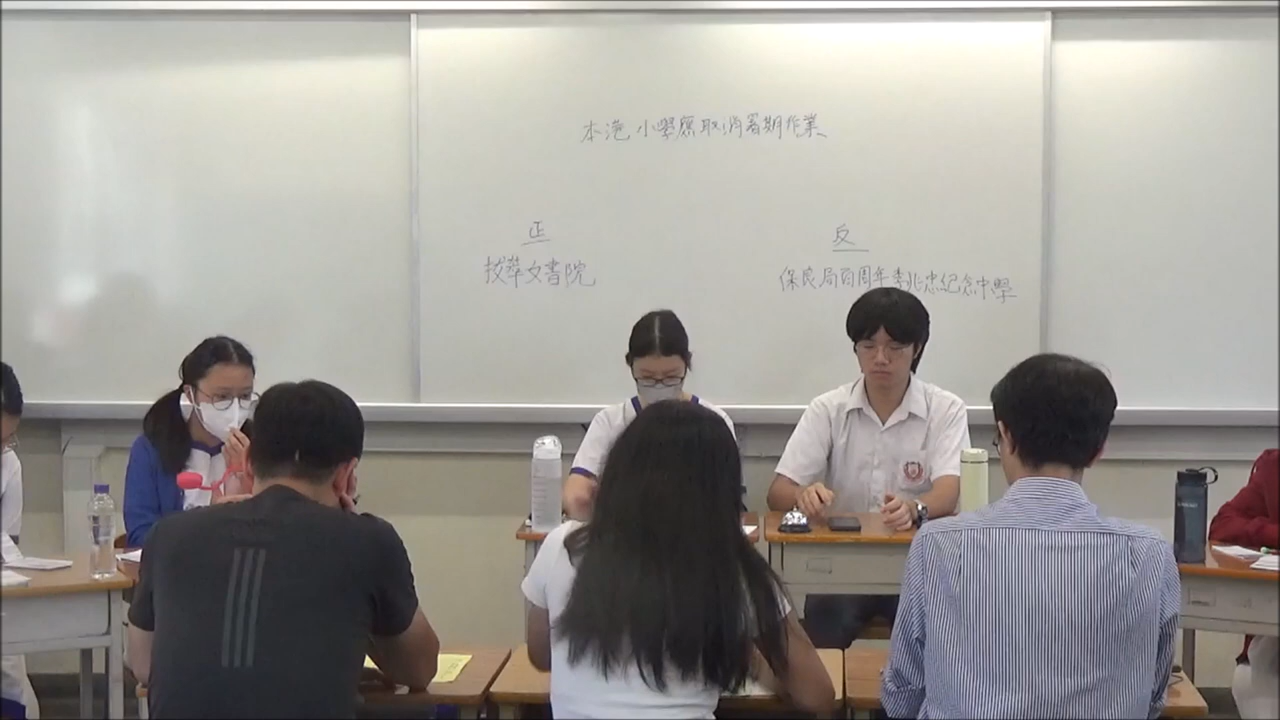 本港小學應取消暑期作業
正
反
拔萃女書院
保良局百周年李兆忠紀念中學